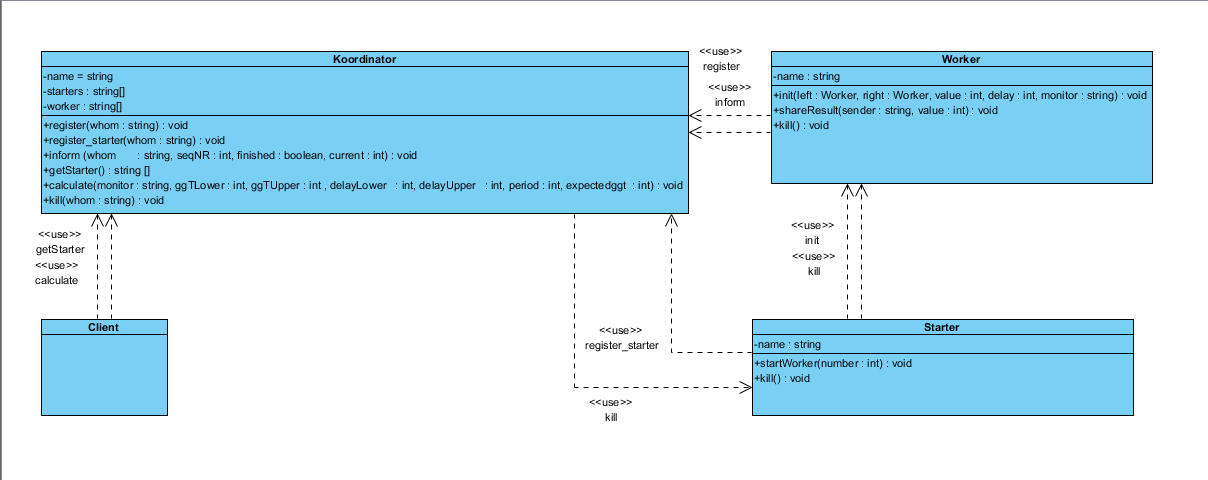 Koordinator
-name = string
-starters : string[]
-worker : string[]
+register(whom : string) : void
+register_starter(whom : string) : void
+inform (whom : string, seqNR : int, finished : boolean, current : int) : void
+getStarter() : string []
+calculate(monitor : string, ggTLower : int, ggTUpper : int , delayLower : int, delayUpper : int, period : int, expectedggt : int) : void
+kill(whom : string) : void
<<use>>
register
<<use>>
inform
Worker
-name : string
+init(left : Worker, right : Worker, value : int, delay : int, monitor : string) : void
+shareResult(sender : string, value : int) : void
+kill() : void
<<use>>
getStarter
<<use>>
calculate
<<use>>
init
<<use>>
kill
Client
<<use>>
register_starter
<<use>>
kill
Starter
-name : string
+startWorker(number : int) : void
+kill() : void